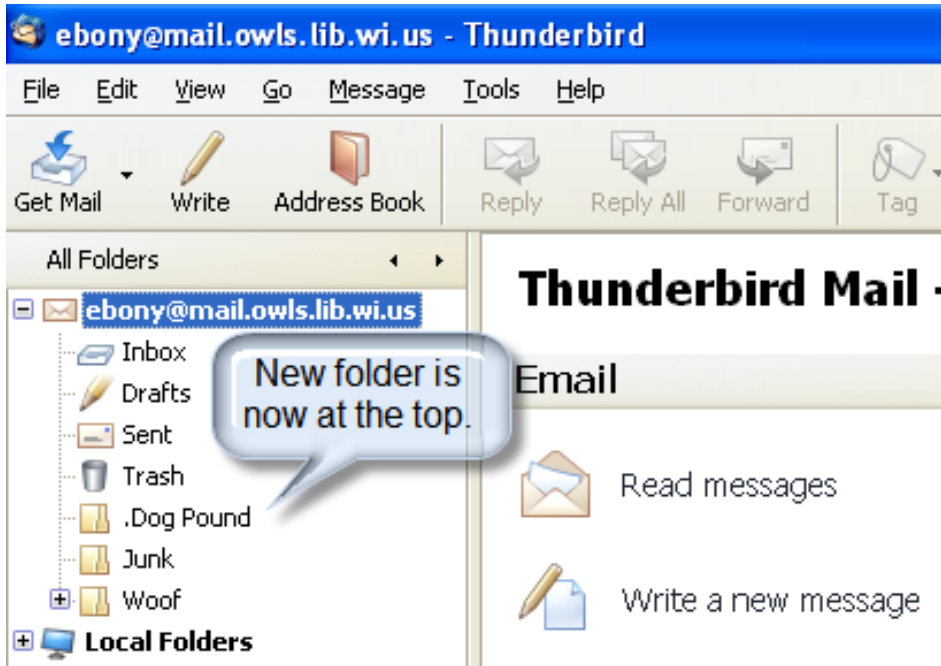 ebony@mail.owls.lib.wi.us - Thunderbird
File Edit View Go Message Tools Help
Get Mail Write Address Book Reply Reply All Forward Tag
All Folders
Thunderbird Mail -
ebony@mail.owls.lib.wi.us
Inbox
Drafts
Sent
Trash
.Dog Pound
Junk
Woof
Local Folders
New folder is
now at the top.
Email
Read messages
Write a new message